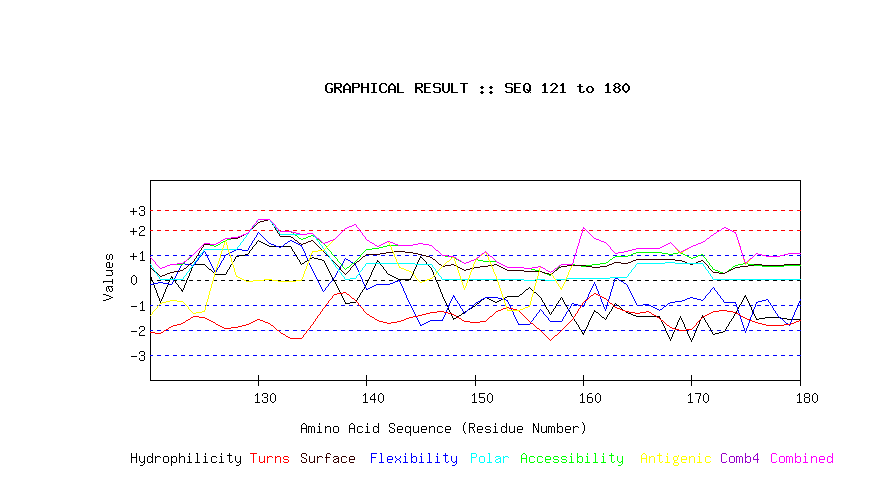 GRAPHICAL RESULT :: SEQ 121 to 180
+3
+2
+1
0
-1
-2
-3
Values
130 140 150 160 170 180
Amino Acid Sequence (Residue Number)
Hydrophilicity Turns Surface Flexibility Polar Accessibility Antigenic Comb4 Combined